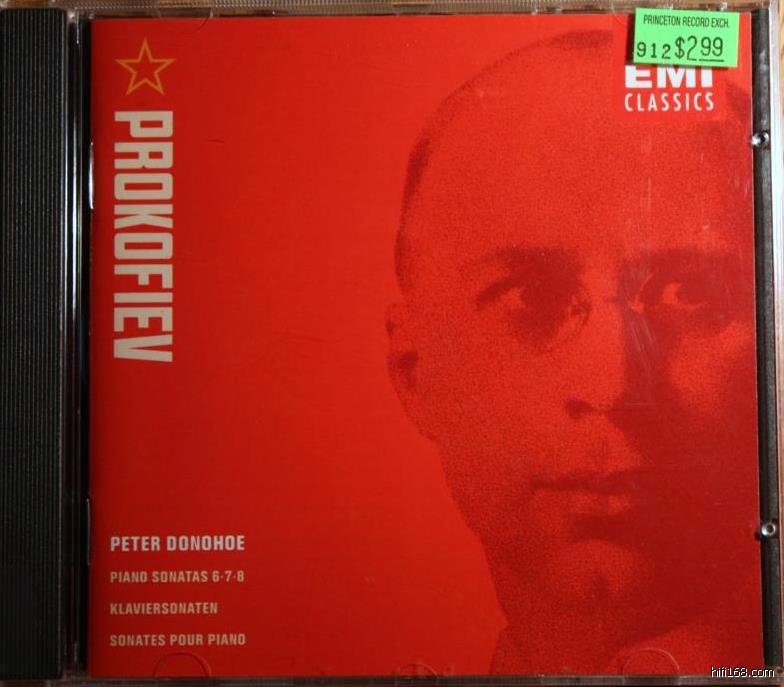 PRINCETON RECORD EXCH.
912 $2.99
EMI
CLASSICS
PROKOFIEV
PETER DONOHOE
PIANO SONATAS 6·7·8
KLAVIERSONATEN
SONATES POUR PIANO
hifi168.com